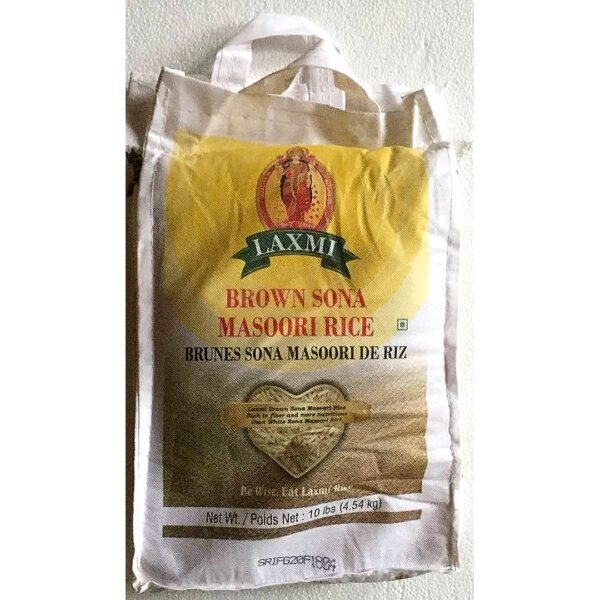 LAXMI
BROWN SONA
MASOORI RICE
BRUNES SONA MASOORI DE RIZ
Laxmi Brown Sona Masoori Rice
Rich in fiber and more nutritious
than White Sona Masoori Rice
Be Wise, Eat Laxmi Rice
Net Wt. / Poids Net : 10 lbs (4.54 kg)